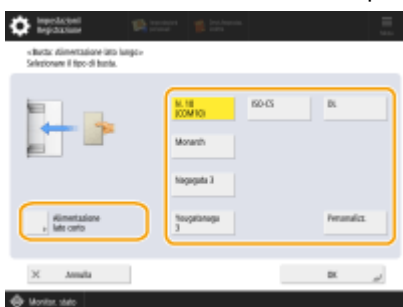 Impostazioni/
Registrazione
<Busta: Alimentazione lato lungo>
Selezionare il tipo di busta.
N. 10
(COM10)
ISO-C5
DL
Monarch
Nagagata 3
Yougatanaga
3
Personalizz.
Alimentazione
lato corto
Annulla
OK
Monitor. stato